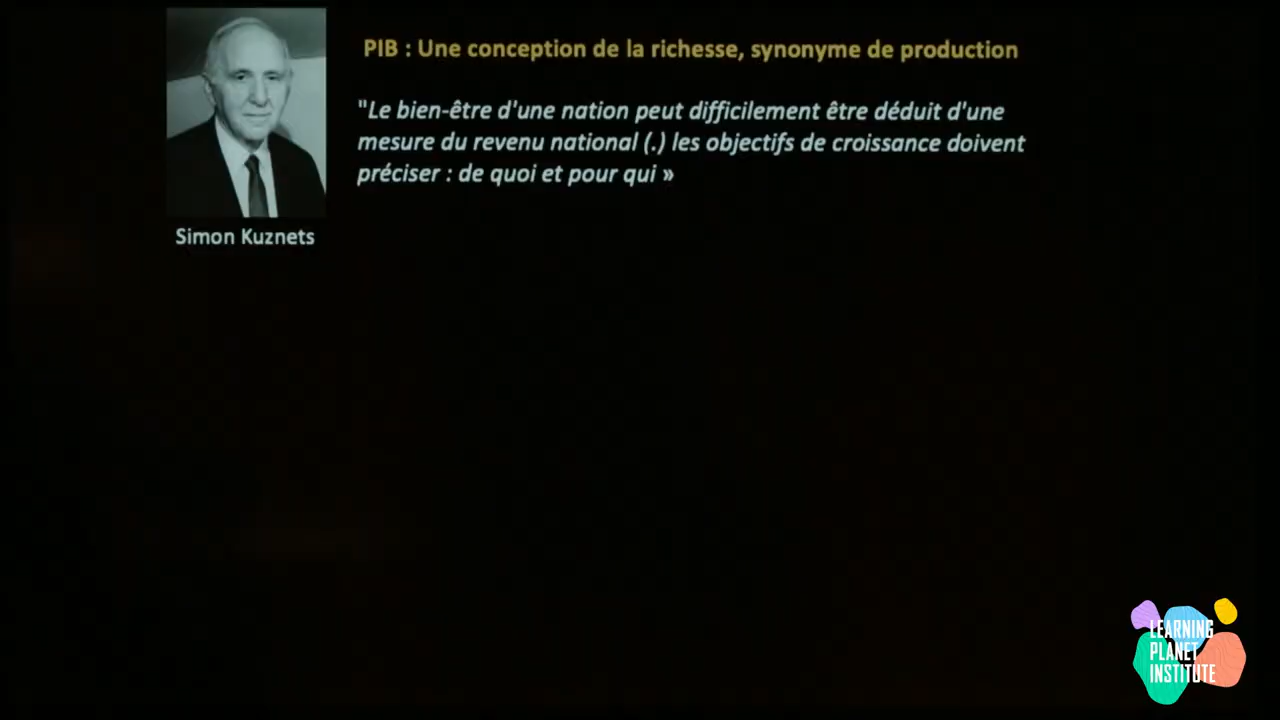 PIB : Une conception de la richesse, synonyme de production
"Le bien-être d'une nation peut difficilement être déduit d'une
mesure du revenu national (.) les objectifs de croissance doivent
préciser : de quoi et pour qui »
Simon Kuznets
LEARNING
PLANET
INSTITUTE